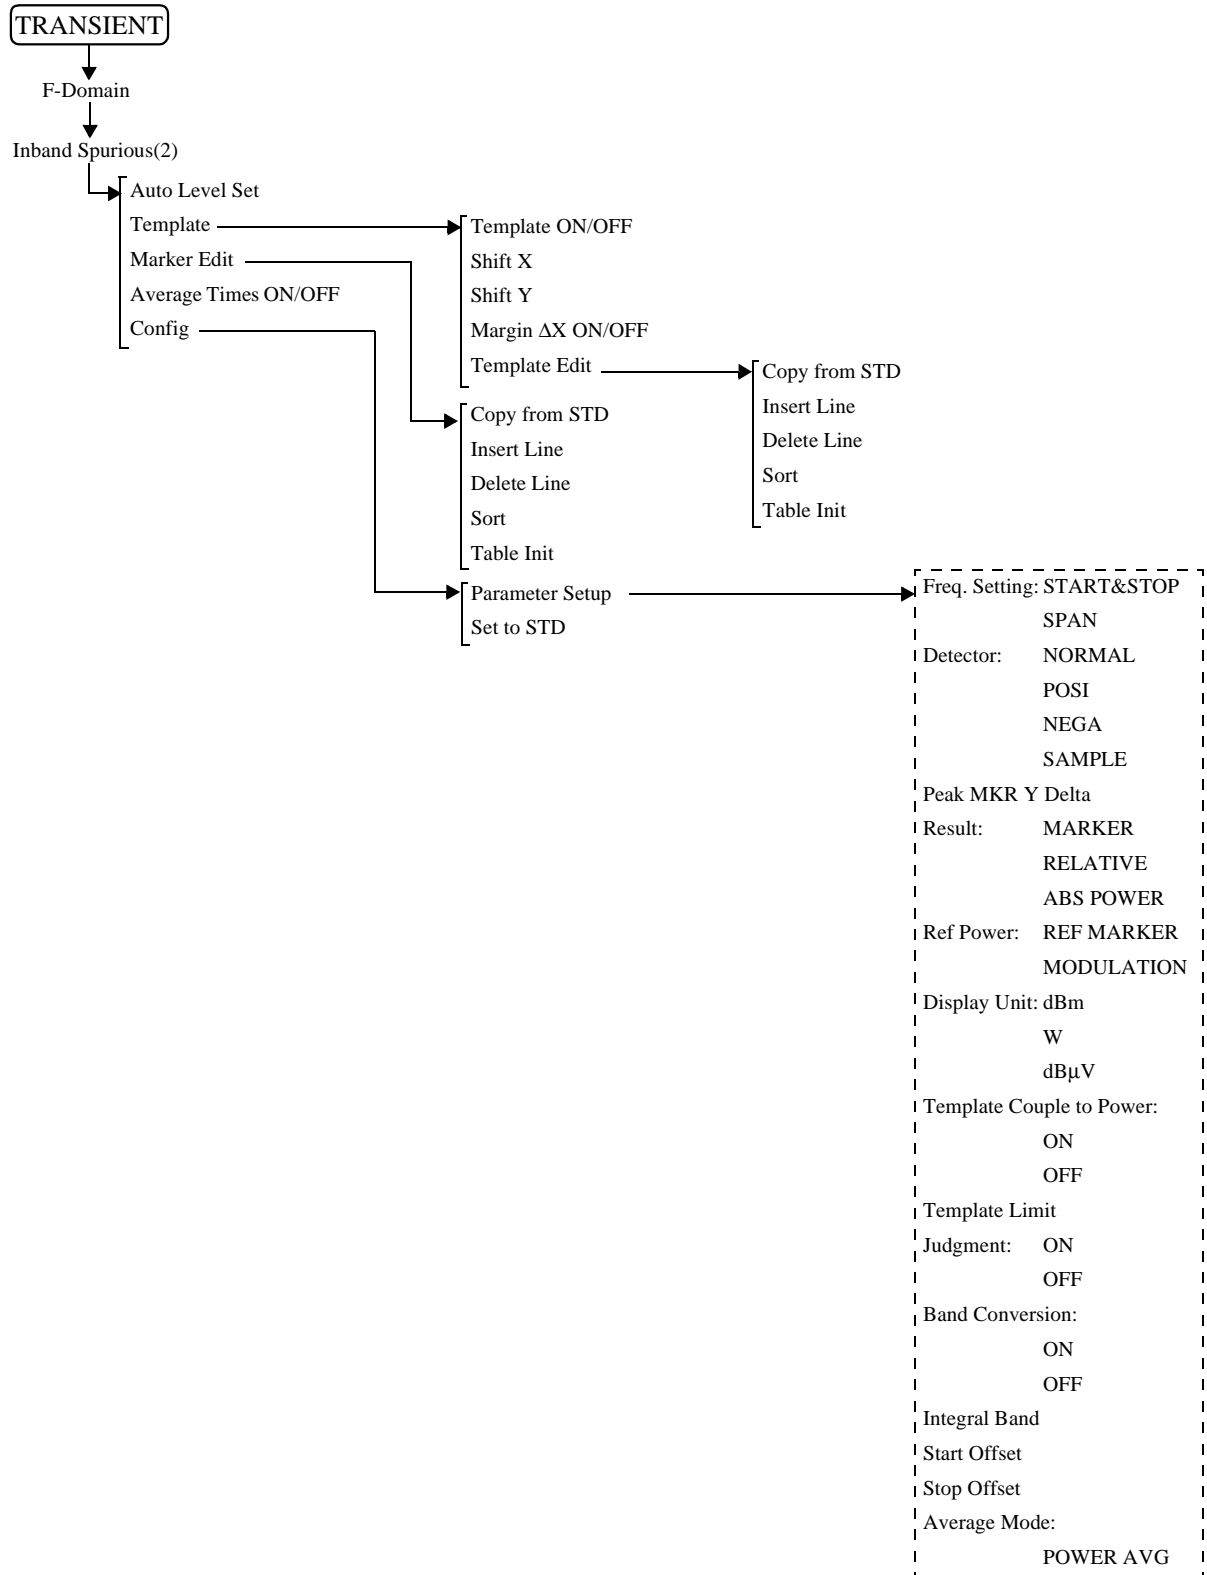 TRANSIENT
F-Domain
Inband Spurious(2)
Auto Level Set
Template
Marker Edit
Average Times ON/OFF
Config
Template ON/OFF
Shift X
Shift Y
Margin ΔX ON/OFF
Template Edit
Copy from STD
Insert Line
Delete Line
Sort
Table Init
Copy from STD
Insert Line
Delete Line
Sort
Table Init
Parameter Setup
Set to STD
Freq. Setting: START&STOP
SPAN
Detector: NORMAL
POSI
NEGA
SAMPLE
Peak MKR Y Delta
Result: MARKER
RELATIVE
ABS POWER
Ref Power: REF MARKER
MODULATION
Display Unit: dBm
W
dBµV
Template Couple to Power:
ON
OFF
Template Limit
Judgment: ON
OFF
Band Conversion:
ON
OFF
Integral Band
Start Offset
Stop Offset
Average Mode:
POWER AVG